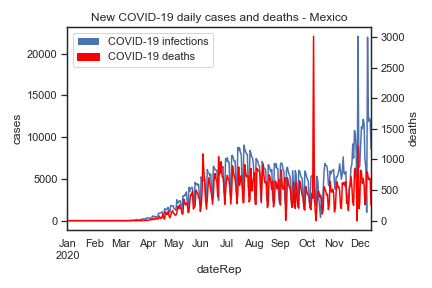 New COVID-19 daily cases and deaths - Mexico
COVID-19 infections
COVID-19 deaths
cases
20000
15000
10000
5000
0
deaths
3000
2500
2000
1500
1000
500
0
Jan Feb Mar Apr May Jun Jul Aug Sep Oct Nov Dec
2020
dateRep